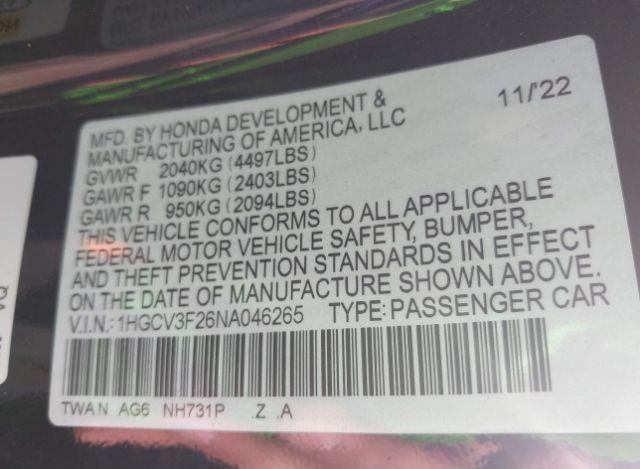 MFD. BY HONDA DEVELOPMENT & 11/'22
MANUFACTURING OF AMERICA, LLC
GVWR 2040KG (4497LBS)
GAWR F 1090KG (2403LBS)
GAWR R 950KG (2094LBS)
THIS VEHICLE CONFORMS TO ALL APPLICABLE
FEDERAL MOTOR VEHICLE SAFETY, BUMPER,
AND THEFT PREVENTION STANDARDS IN EFFECT
ON THE DATE OF MANUFACTURE SHOWN ABOVE.
V.I.N.: 1HGCV3F26NA046265 TYPE: PASSENGER CAR
TWA N AG6 NH731P .Z .A